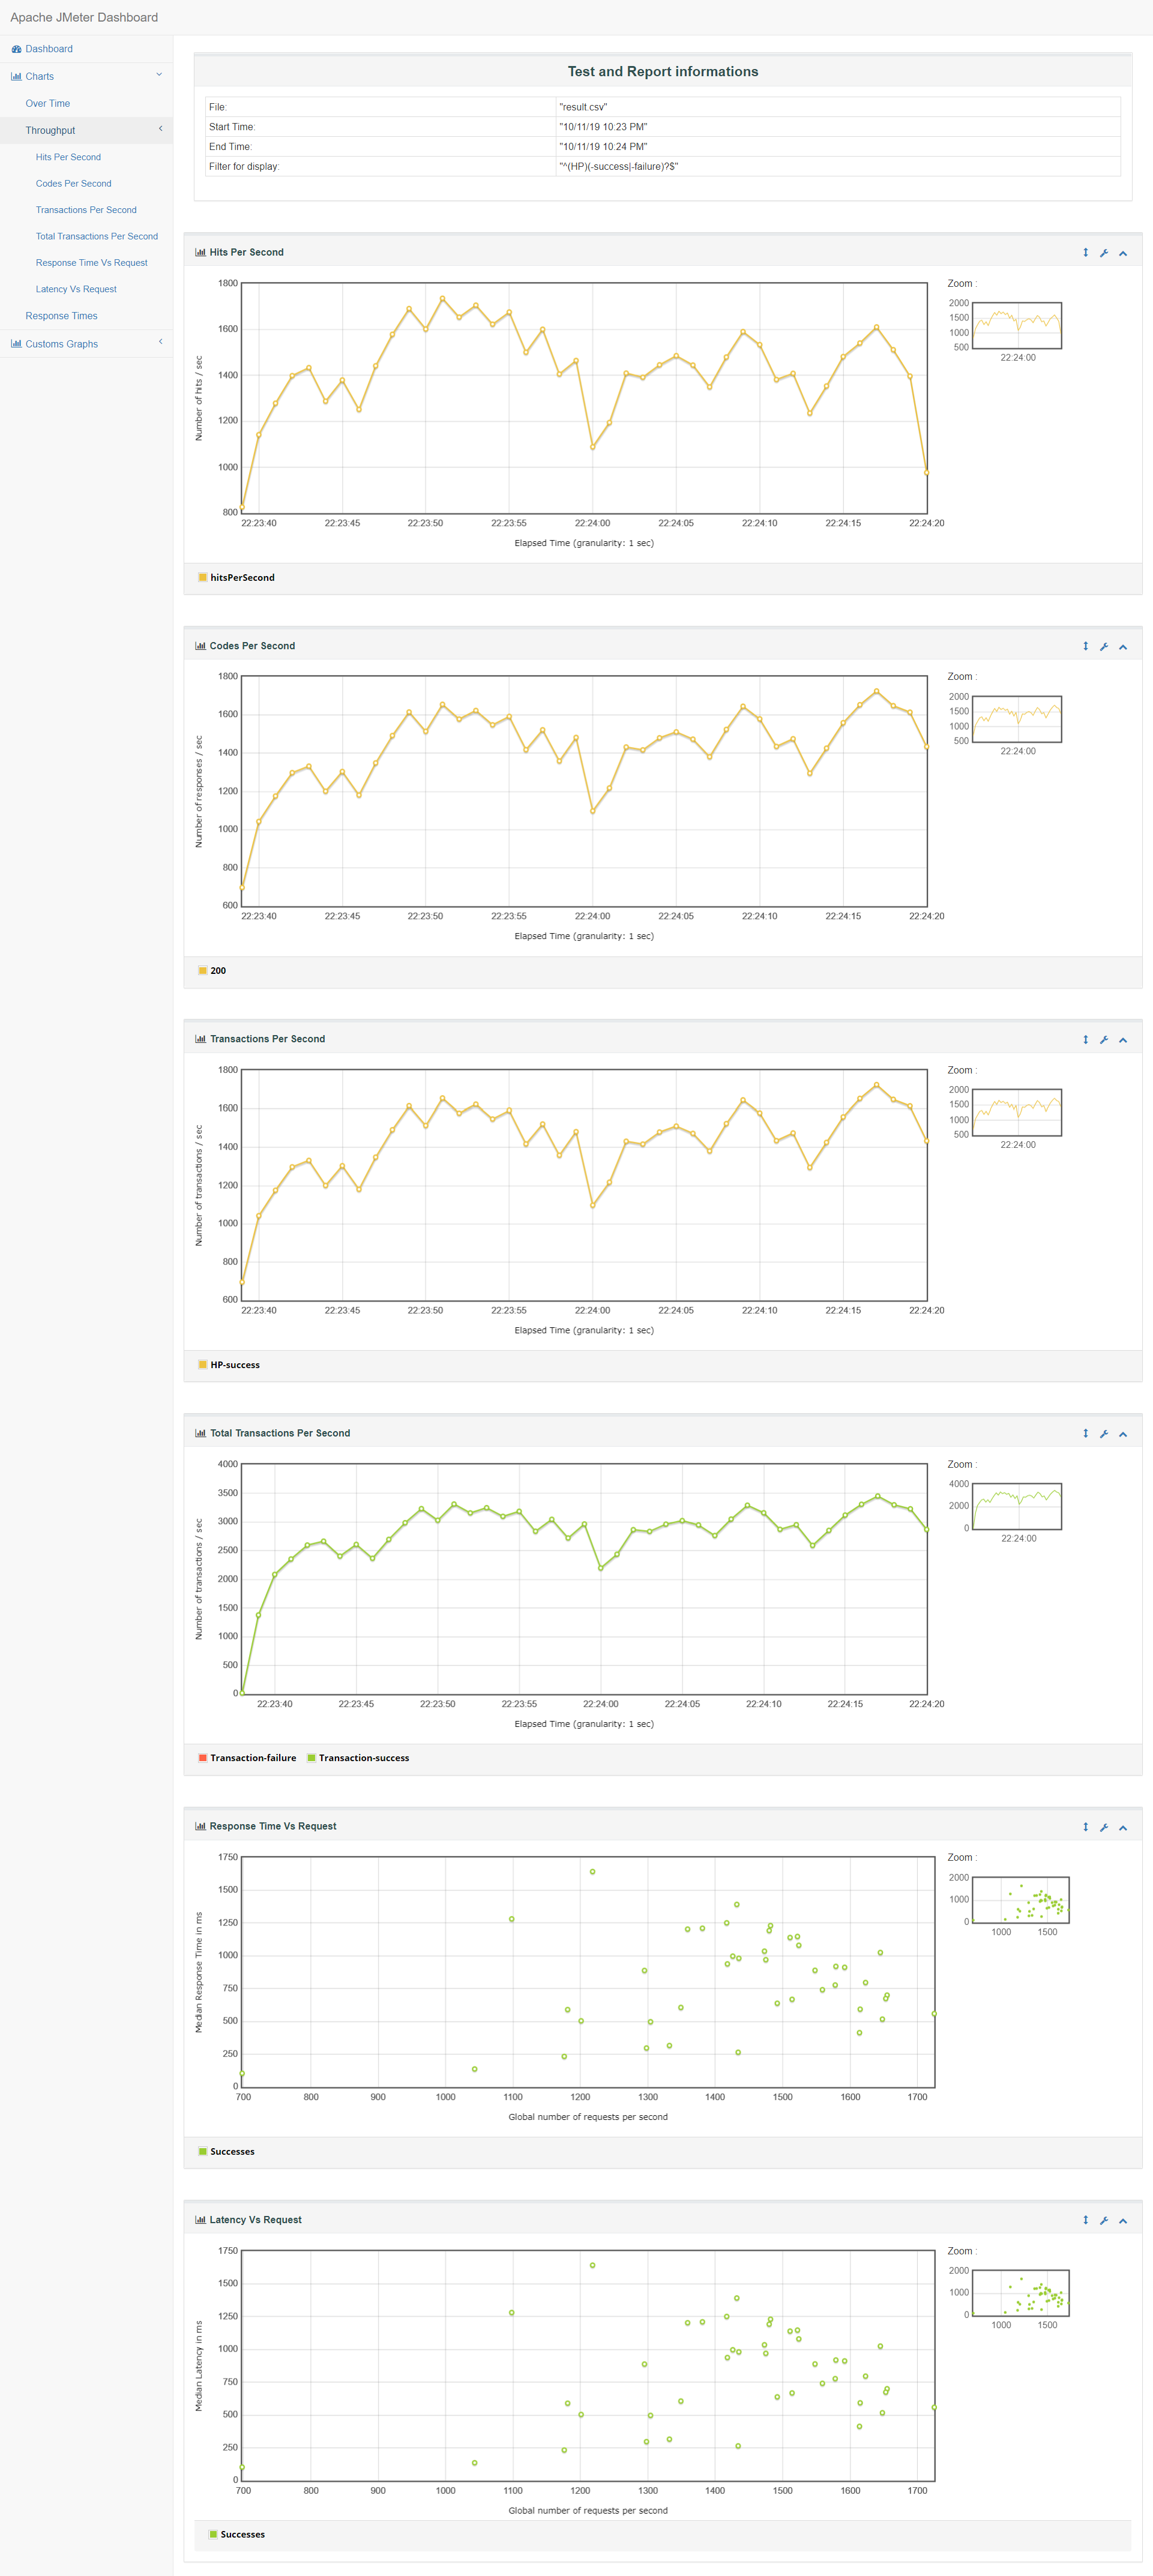 Apache JMeter Dashboard
Dashboard
Charts
Over Time
Throughput
Hits Per Second
Codes Per Second
Transactions Per Second
Total Transactions Per Second
Response Time Vs Request
Latency Vs Request
Response Times
Customs Graphs
Test and Report informations
File: "result.csv"
Start Time: "10/11/19 10:23 PM"
End Time: "10/11/19 10:24 PM"
Filter for display: "^(HP)(-success|-failure)?$"
Hits Per Second
Number of hits / sec
1800
1600
1400
1200
1000
800
22:23:40 22:23:45 22:23:50 22:23:55 22:24:00 22:24:05 22:24:10 22:24:15 22:24:20
Elapsed Time (granularity: 1 sec)
Zoom :
2000
1500
1000
500
22:24:00
hitsPerSecond
Codes Per Second
Number of responses / sec
1800
1600
1400
1200
1000
800
600
22:23:40 22:23:45 22:23:50 22:23:55 22:24:00 22:24:05 22:24:10 22:24:15 22:24:20
Elapsed Time (granularity: 1 sec)
Zoom :
2000
1500
1000
500
22:24:00
200
Transactions Per Second
Number of transactions / sec
1800
1600
1400
1200
1000
800
600
22:23:40 22:23:45 22:23:50 22:23:55 22:24:00 22:24:05 22:24:10 22:24:15 22:24:20
Elapsed Time (granularity: 1 sec)
Zoom :
2000
1500
1000
500
22:24:00
HP-success
Total Transactions Per Second
Number of transactions / sec
4000
3500
3000
2500
2000
1500
1000
500
0
22:23:40 22:23:45 22:23:50 22:23:55 22:24:00 22:24:05 22:24:10 22:24:15 22:24:20
Elapsed Time (granularity: 1 sec)
Zoom :
4000
2000
0
22:24:00
Transaction-failure Transaction-success
Response Time Vs Request
Median Response Time in ms
1750
1500
1250
1000
750
500
250
0
700 800 900 1000 1100 1200 1300 1400 1500 1600 1700
Global number of requests per second
Zoom :
2000
1000
0
1000 1500
Successes
Latency Vs Request
Median Latency in ms
1750
1500
1250
1000
750
500
250
0
700 800 900 1000 1100 1200 1300 1400 1500 1600 1700
Global number of requests per second
Zoom :
2000
1000
0
1000 1500
Successes